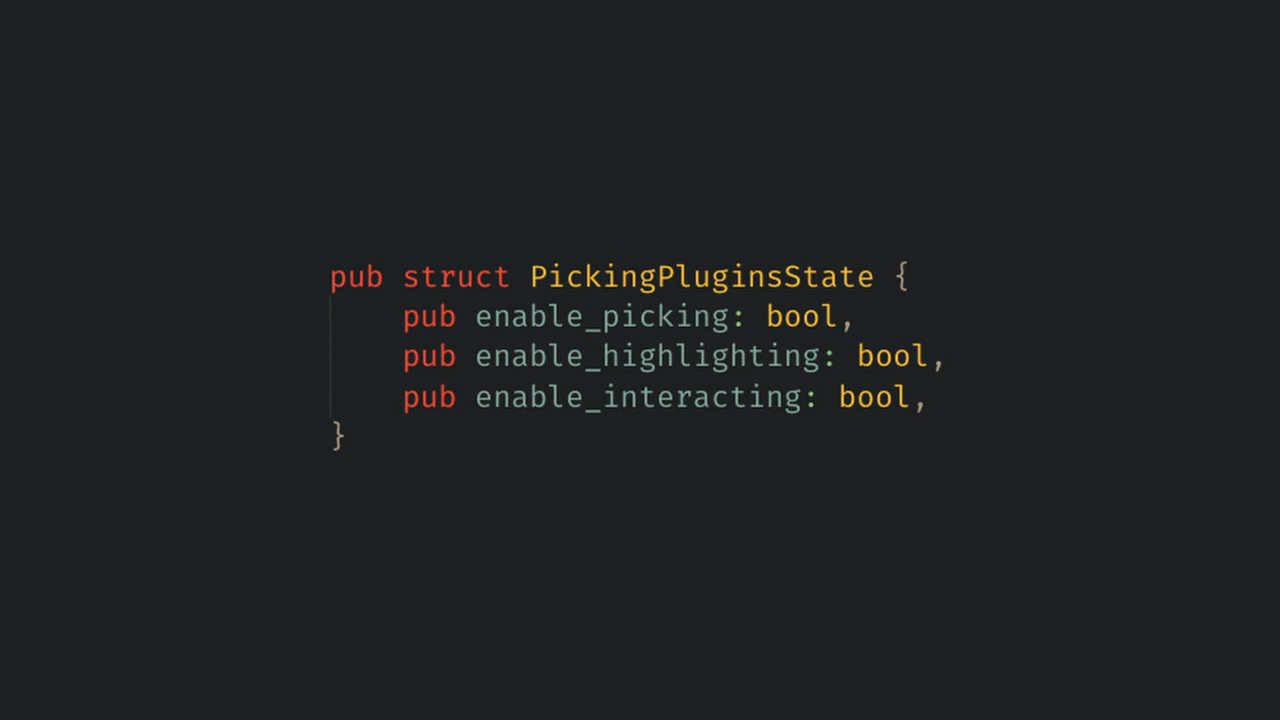 pub struct PickingPluginsState {
    pub enable_picking: bool,
    pub enable_highlighting: bool,
    pub enable_interacting: bool,
}